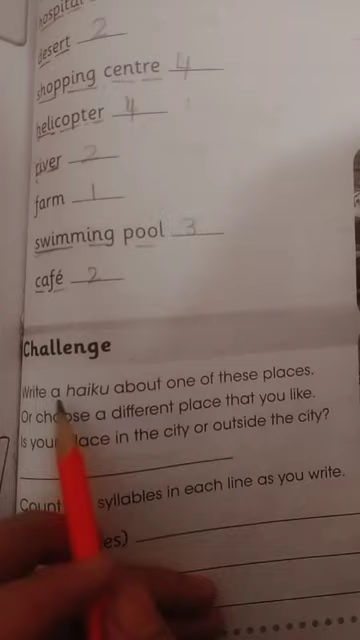 hospital
desert 2
shopping centre 4
helicopter 4
river 2
farm 1
swimming pool 3
café 2
Challenge
Write a haiku about one of these places.
Or choose a different place that you like.
Is your place in the city or outside the city?
Count syllables in each line as you write.